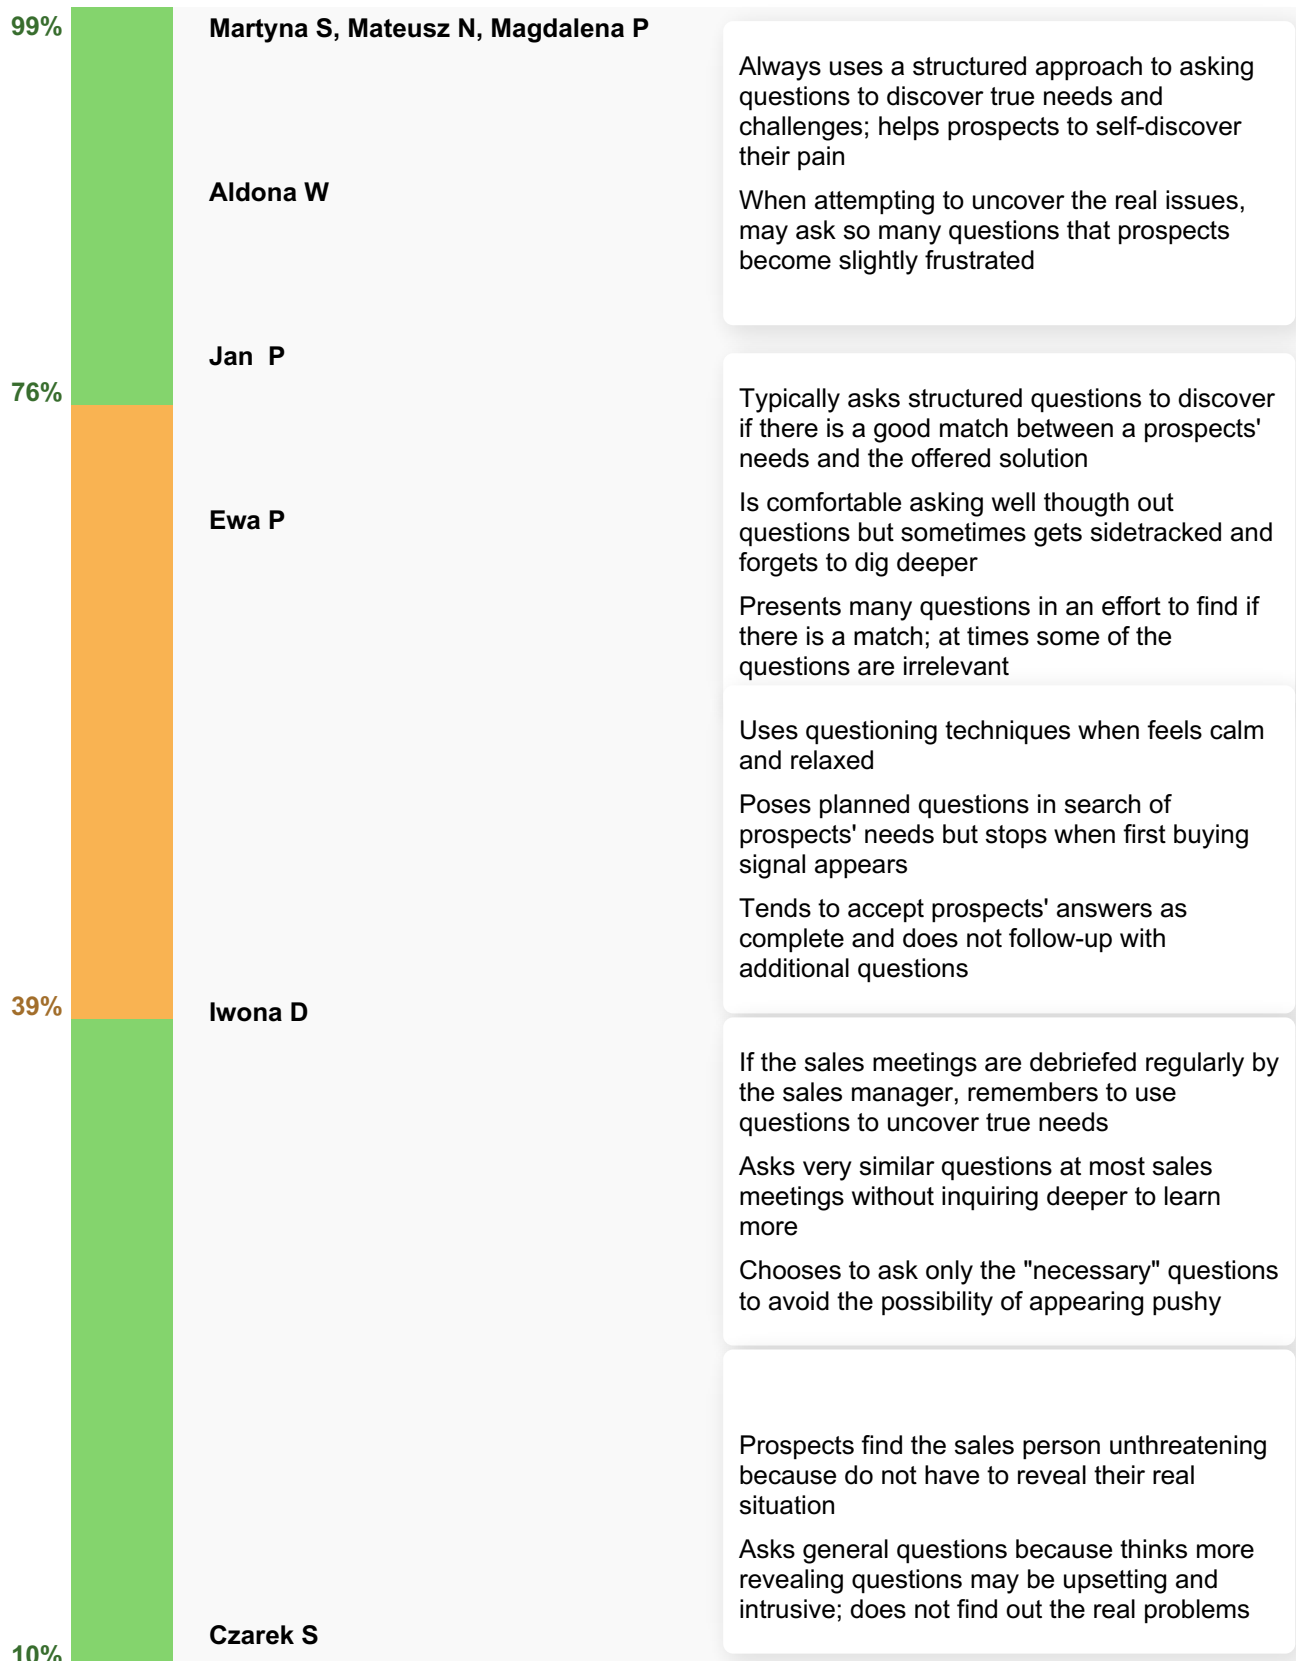 99%
Martyna S, Mateusz N, Magdalena P
Always uses a structured approach to asking
questions to discover true needs and
challenges; helps prospects to self-discover
their pain
Aldona W
When attempting to uncover the real issues,
may ask so many questions that prospects
become slightly frustrated
Jan  P
76%
Typically asks structured questions to discover
if there is a good match between a prospects'
needs and the offered solution
Ewa P
Is comfortable asking well thougth out
questions but sometimes gets sidetracked and
forgets to dig deeper
Presents many questions in an effort to find if
there is a match; at times some of the
questions are irrelevant
Uses questioning techniques when feels calm
and relaxed
Poses planned questions in search of
prospects' needs but stops when first buying
signal appears
Tends to accept prospects' answers as
complete and does not follow-up with
additional questions
39%
Iwona D
If the sales meetings are debriefed regularly by
the sales manager, remembers to use
questions to uncover true needs
Asks very similar questions at most sales
meetings without inquiring deeper to learn
more
Chooses to ask only the "necessary" questions
to avoid the possibility of appearing pushy
Prospects find the sales person unthreatening
because do not have to reveal their real
situation
Asks general questions because thinks more
revealing questions may be upsetting and
intrusive; does not find out the real problems
Czarek S
10%